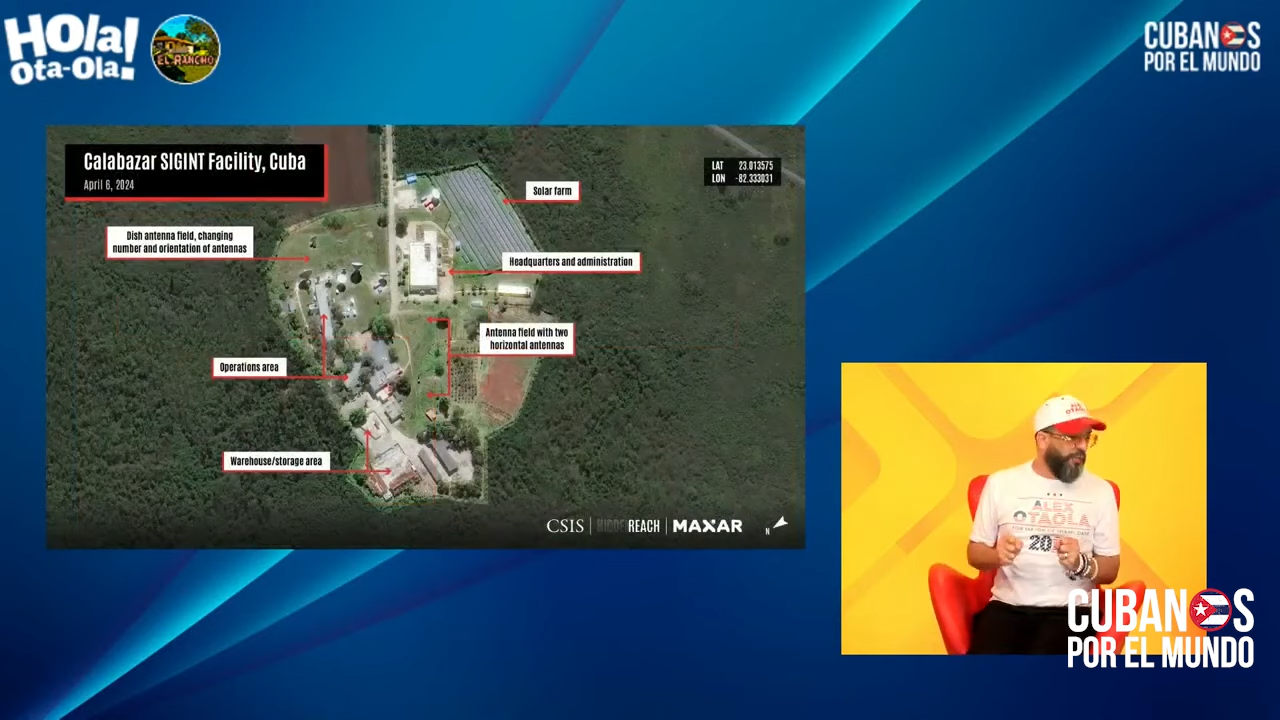 HOla!
Ota-Ola!
EL RANCHO
CUBANOS
POR EL MUNDO
Calabazar SIGINT Facility, Cuba
April 6, 2024
LAT 23.013575
LON -82.333031
Solar farm
Dish antenna field, changing
number and orientation of antennas
Headquarters and administration
Antenna field with two
horizontal antennas
Operations area
Warehouse/storage area
CSIS | HIDDEN REACH | MAXAR
N
ALEX
OTAOLA
20
CUBANOS
POR EL MUNDO